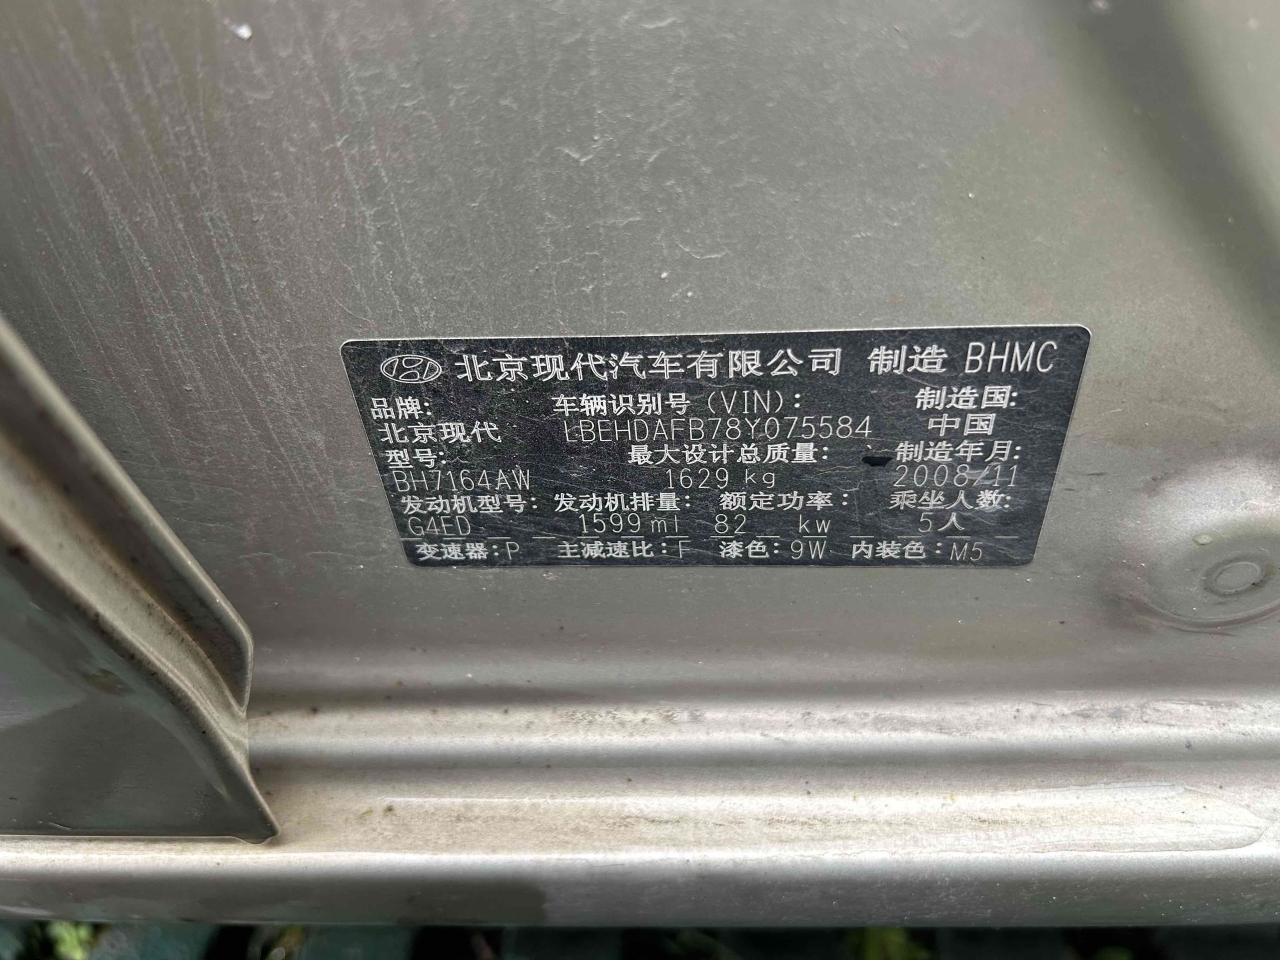 北京现代汽车有限公司 制造 BHMC
品牌: 车辆识别号 (VIN): 制造国:
北京现代 LBEHDAFB78Y075584 中国
型号: 最大设计总质量: 制造年月:
BH7164AW 1629 kg 2008/11
发动机型号: 发动机排量: 额定功率: 乘坐人数:
G4ED 1599 ml 82 kw 5人
变速器:P 主减速比:F 漆色:9W 内装色:M5